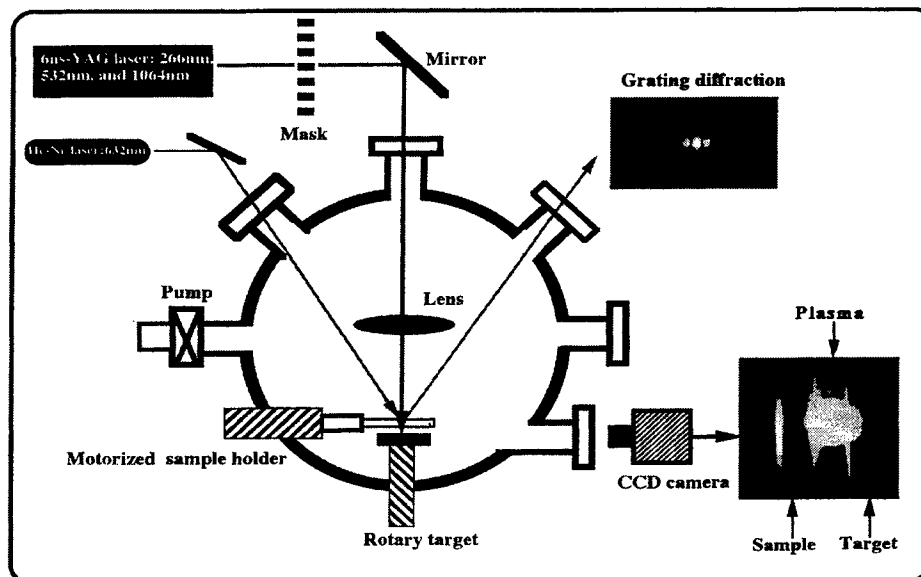 6ns-YAG laser: 266nm,
532nm, and 1064nm
Mirror
Mask
Grating diffraction
He-Ne laser:632nm
Pump
Lens
Plasma
Motorized sample holder
CCD camera
Rotary target
Sample
Target